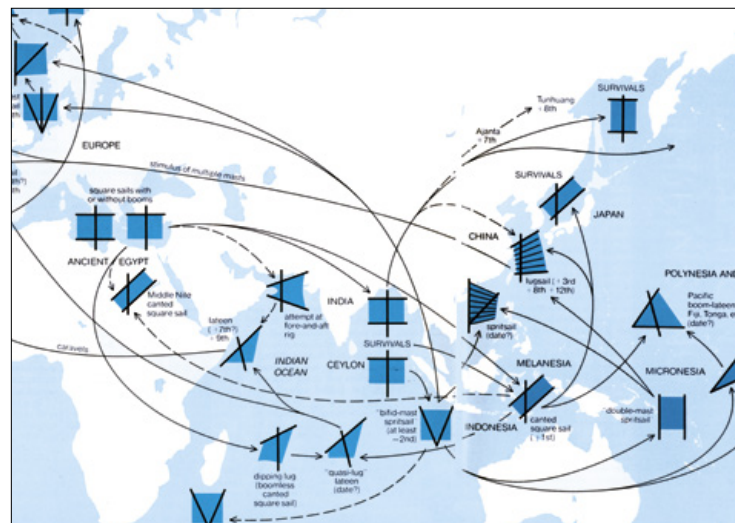 SURVIVALS
Tunhuang
+8th
Ajanta
+7th
EUROPE
stimulus of multiple masts
square sails with
or without booms
SURVIVALS
JAPAN
CHINA
ANCIENT EGYPT
Middle Nile
canted
square sail
attempt at
fore-and-aft
rig
INDIA
lugsail (+3rd
+8th +12th)
POLYNESIA AND
Pacific
boom-lateen
Fiji, Tonga,
(date?)
spritsail
(date?)
lateen
(+7th?)
+9th
caravels
INDIAN
OCEAN
SURVIVALS
CEYLON
MELANESIA
MICRONESIA
"bifid-mast
spritsail
(at least
−2nd)
INDONESIA
canted
square sail
(+1st)
"double-mast
spritsail
dipping lug
(boomless
canted
square sail)
"quasi-lug"
lateen
(date?)